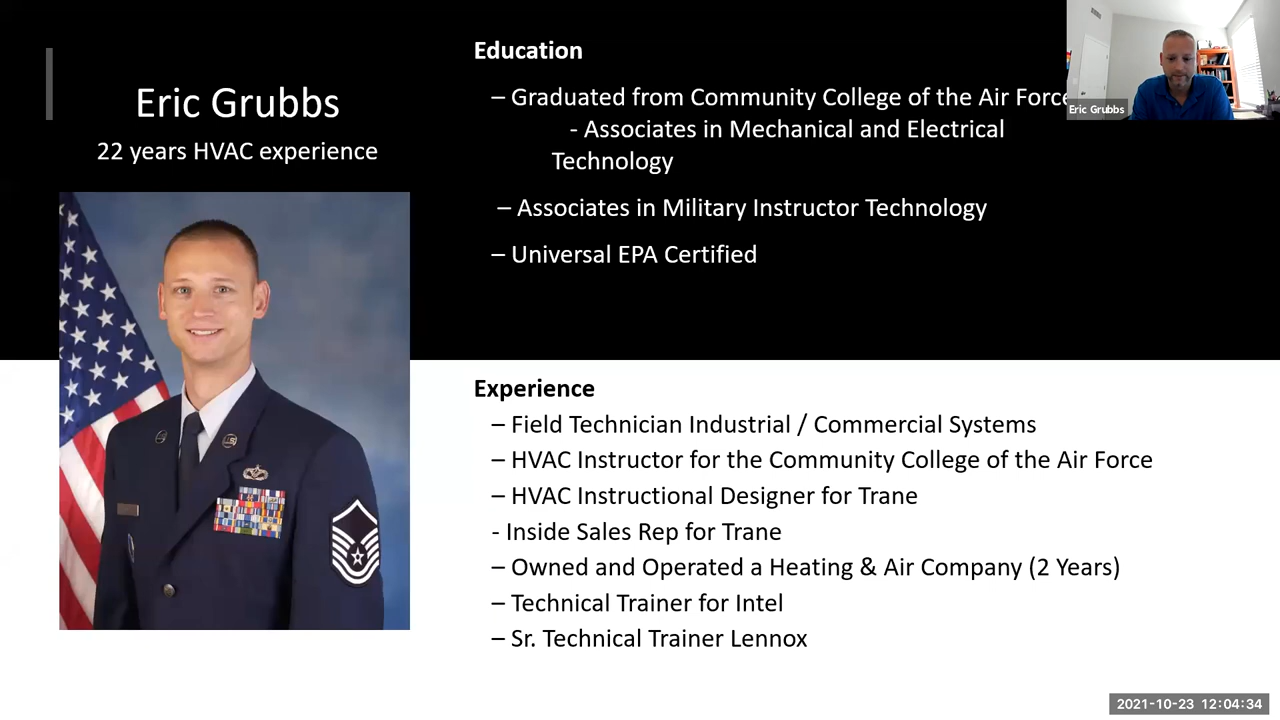 Eric Grubbs
22 years HVAC experience
Education
– Graduated from Community College of the Air Force
- Associates in Mechanical and Electrical
Technology
– Associates in Military Instructor Technology
– Universal EPA Certified
Eric Grubbs
Experience
– Field Technician Industrial / Commercial Systems
– HVAC Instructor for the Community College of the Air Force
– HVAC Instructional Designer for Trane
- Inside Sales Rep for Trane
– Owned and Operated a Heating & Air Company (2 Years)
– Technical Trainer for Intel
– Sr. Technical Trainer Lennox
2021-10-23 12:04:34